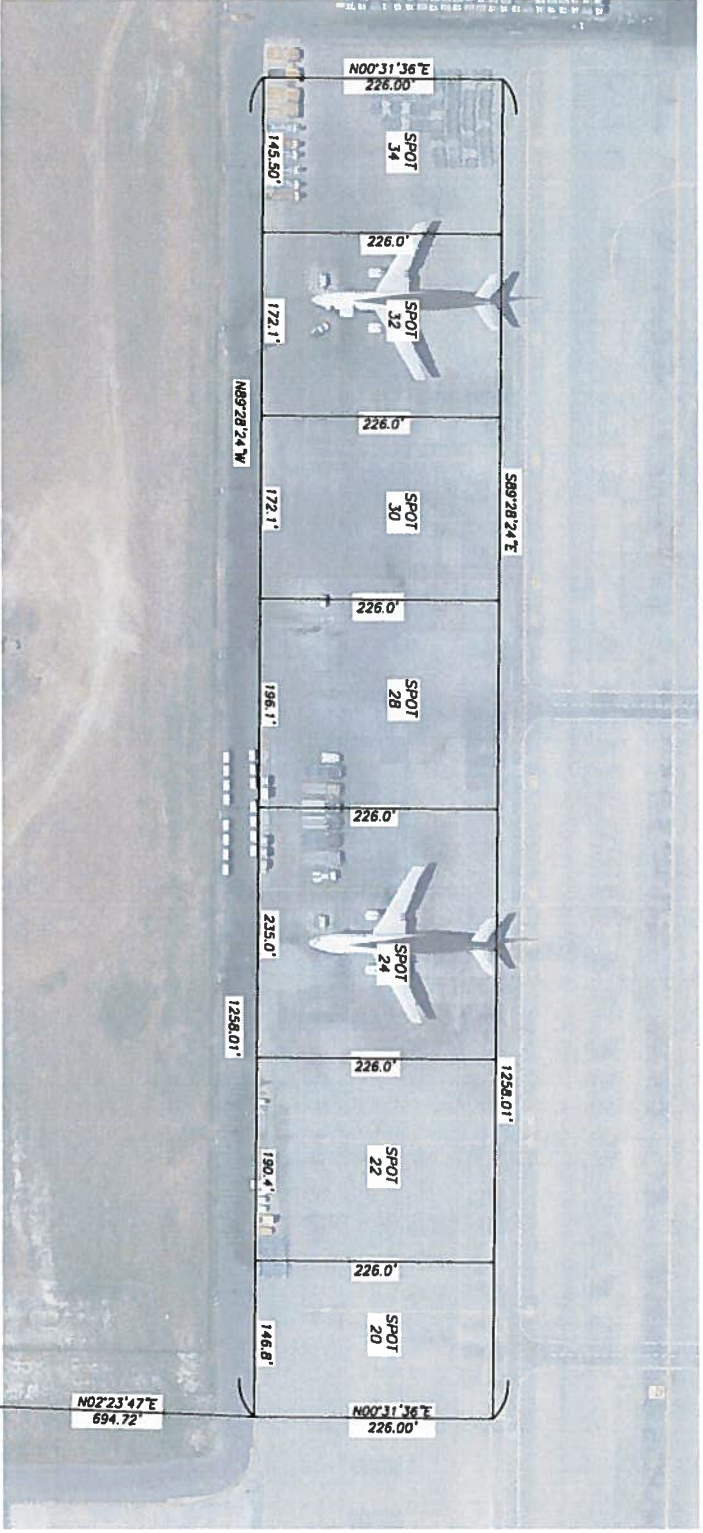 N00°31'36"E
226.00'
SPOT
34
145.50'
226.0'
SPOT
32
172.1'
N89°28'24"W
226.0'
S89°28'24"E
SPOT
30
172.1'
226.0'
SPOT
28
196.1'
226.0'
SPOT
24
235.0'
1258.01'
226.0'
1258.01'
SPOT
22
190.4'
226.0'
SPOT
20
146.8'
N00°31'36"E
226.00'
N02°23'47"E
694.72'